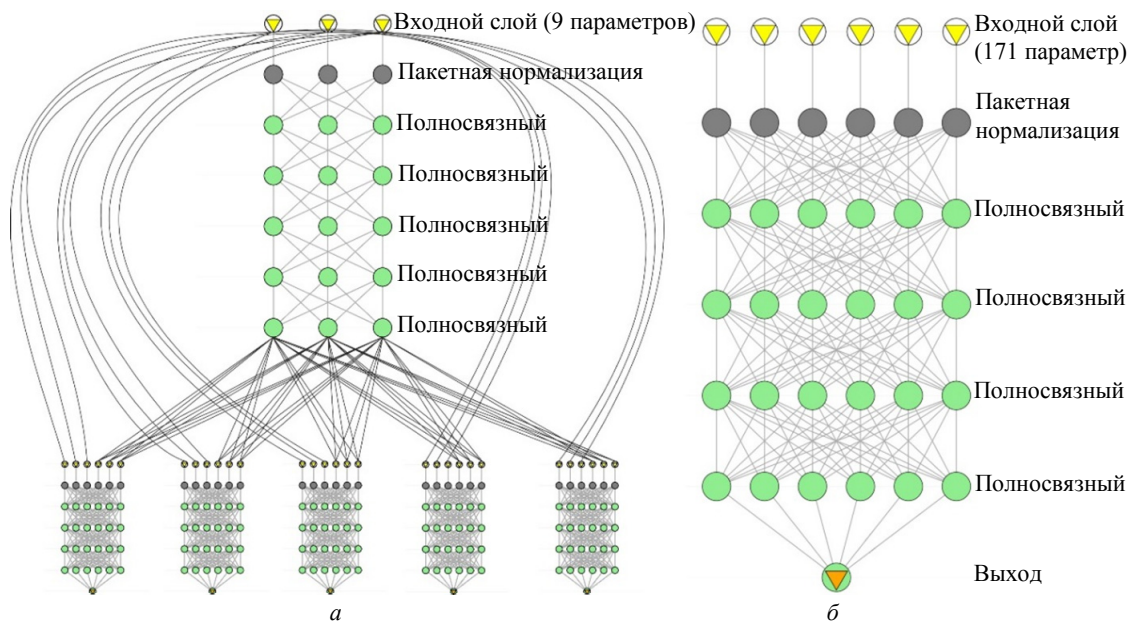 Входной слой (9 параметров)
Пакетная нормализация
Полносвязный
Полносвязный
Полносвязный
Полносвязный
Полносвязный
а
Входной слой
(171 параметр)
Пакетная
нормализация
Полносвязный
Полносвязный
Полносвязный
Полносвязный
Выход
б